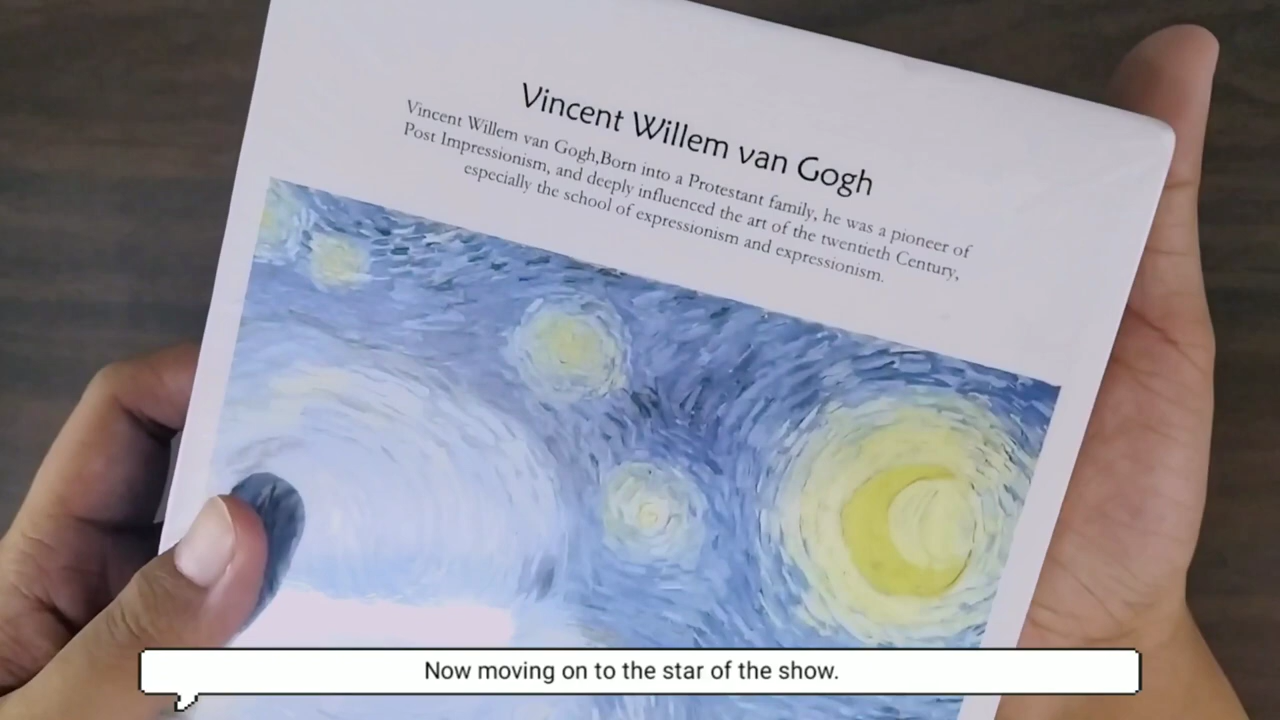 Vincent Willem van Gogh
Vincent Willem van Gogh,Born into a Protestant family, he was a pioneer of
Post Impressionism, and deeply influenced the art of the twentieth Century,
especially the school of expressionism and expressionism.
Now moving on to the star of the show.